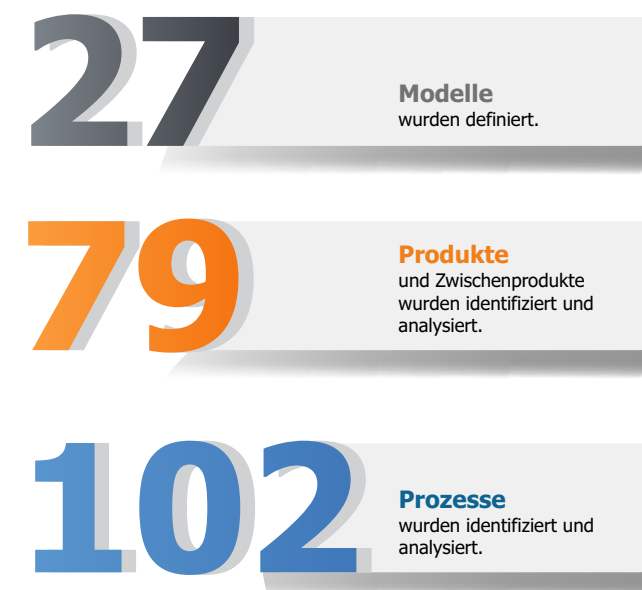 27
Modelle
wurden definiert.
79
Produkte
und Zwischenprodukte
wurden identifiziert und
analysiert.
102
Prozesse
wurden identifiziert und
analysiert.